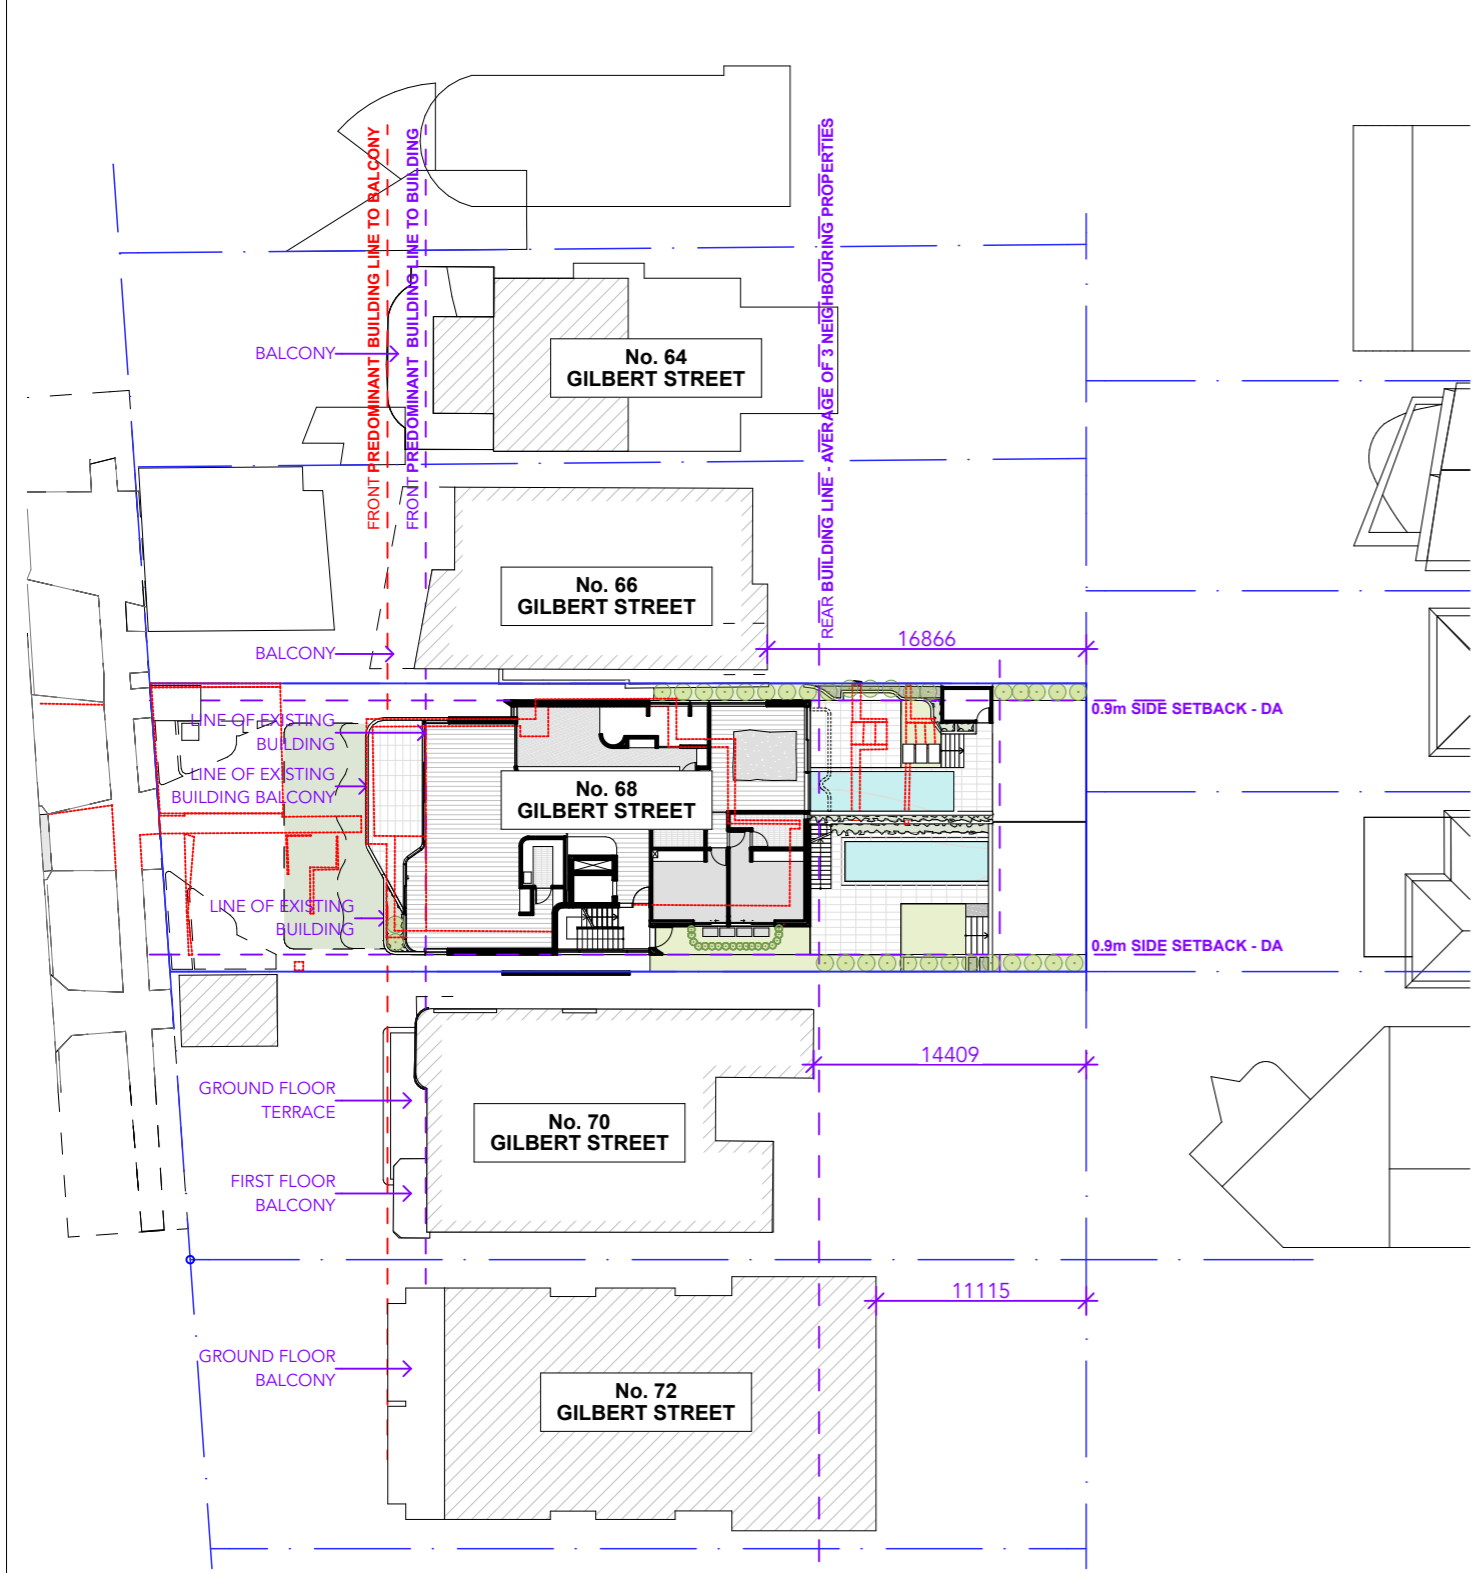 FRONT PREDOMINANT BUILDING LINE TO BALCONY
FRONT PREDOMINANT BUILDING LINE TO BUILDING
REAR BUILDING LINE - AVERAGE OF 3 NEIGHBOURING PROPERTIES
BALCONY
No. 64
GILBERT STREET
No. 66
GILBERT STREET
BALCONY
16866
0.9m SIDE SETBACK - DA
LINE OF EXISTING
BUILDING
LINE OF EXISTING
BUILDING BALCONY
No. 68
GILBERT STREET
LINE OF EXISTING
BUILDING
0.9m SIDE SETBACK - DA
14409
GROUND FLOOR
TERRACE
No. 70
GILBERT STREET
FIRST FLOOR
BALCONY
11115
GROUND FLOOR
BALCONY
No. 72
GILBERT STREET